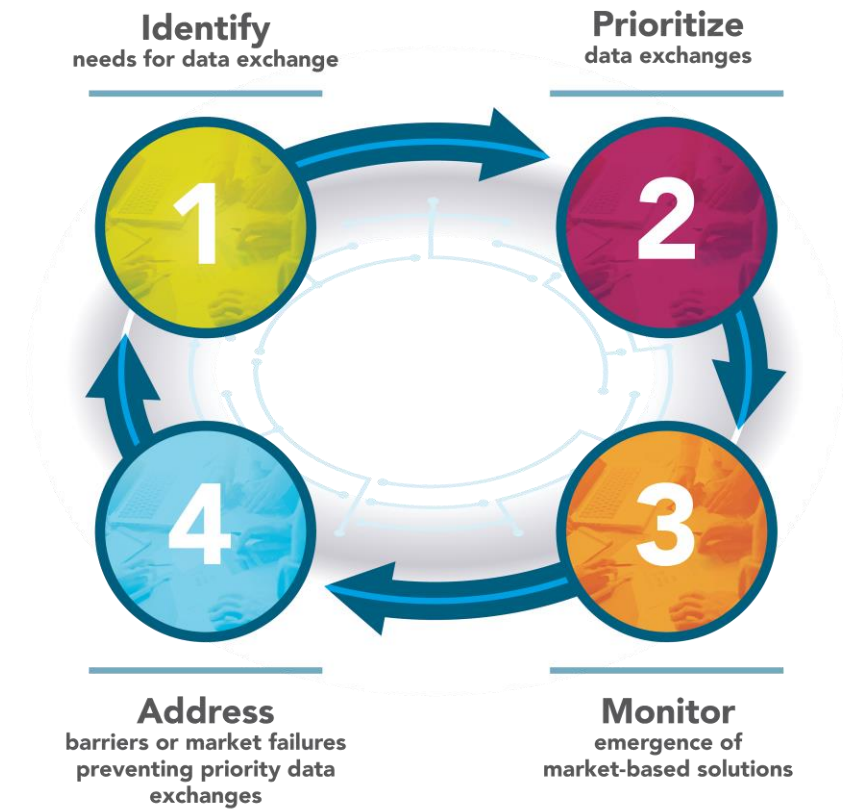 Identify
needs for data exchange
Prioritize
data exchanges
1
2
4
3
Address
barriers or market failures
preventing priority data
exchanges
Monitor
emergence of
market-based solutions